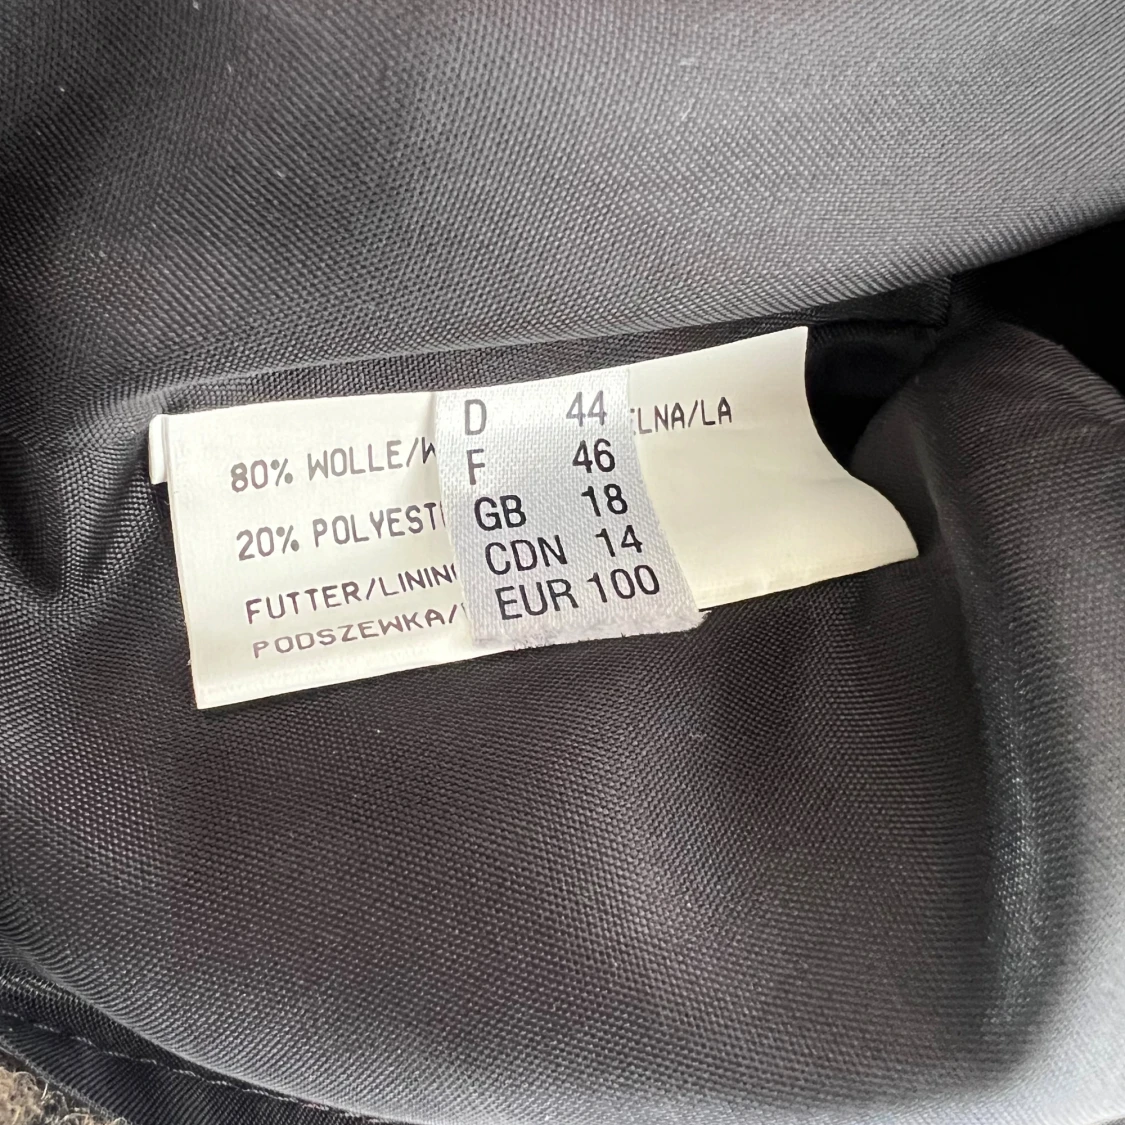 80% WOLLE/W
20% POLYEST
FUTTER/LININ
PODSZEWKA/
ELNA/LA
D 44
F 46
GB 18
CDN 14
EUR 100